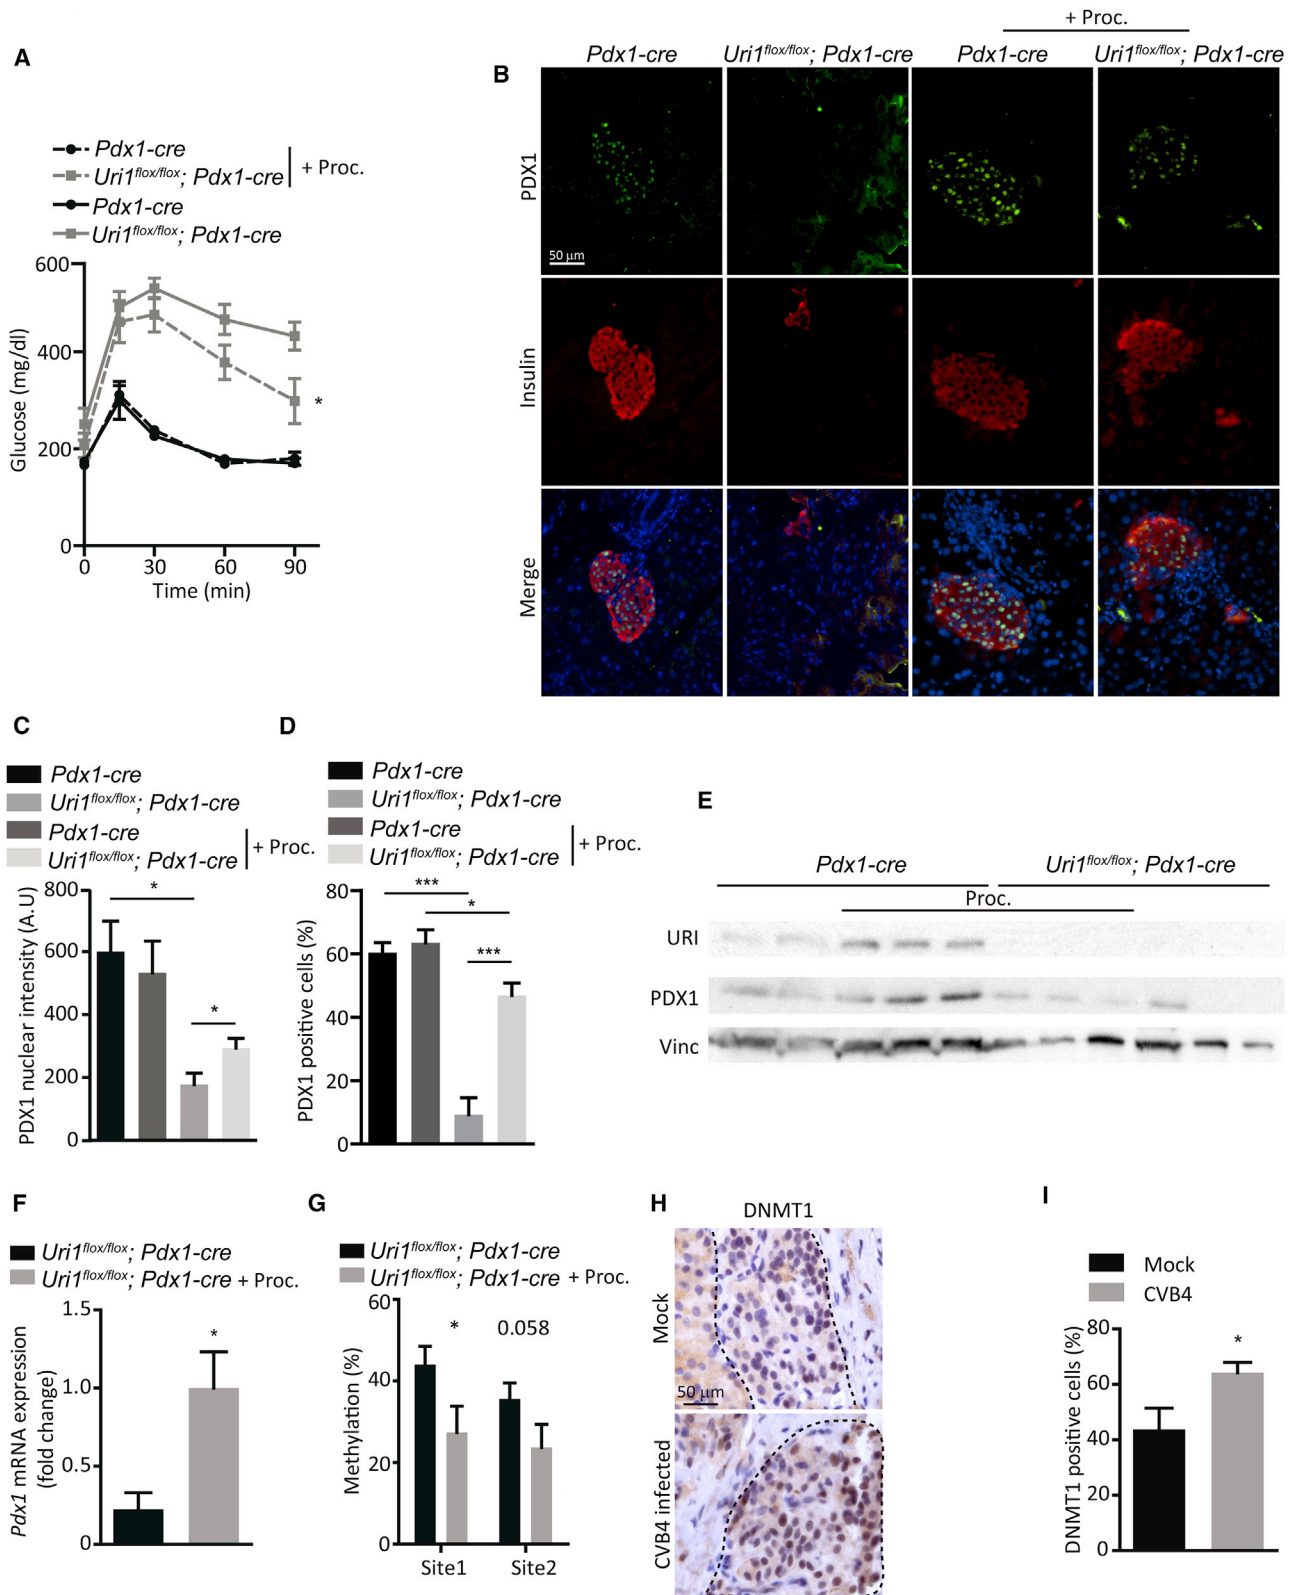 A
Pdx1-cre
Uri1flox/flox; Pdx1-cre
+ Proc.
Pdx1-cre
Uri1flox/flox; Pdx1-cre
600
400
200
0
Glucose (mg/dl)
*
0 30 60 90
Time (min)
B
+ Proc.
Pdx1-cre Uri1flox/flox; Pdx1-cre Pdx1-cre Uri1flox/flox; Pdx1-cre
PDX1
50 µm
Insulin
Merge
C
Pdx1-cre
Uri1flox/flox; Pdx1-cre
Pdx1-cre
Uri1flox/flox; Pdx1-cre
+ Proc.
800
600
400
200
0
PDX1 nuclear intensity (A.U)
*
*
D
Pdx1-cre
Uri1flox/flox; Pdx1-cre
Pdx1-cre
Uri1flox/flox; Pdx1-cre
+ Proc.
80
60
40
20
0
PDX1 positive cells (%)
***
*
***
E
Pdx1-cre Uri1flox/flox; Pdx1-cre
Proc.
URI
PDX1
Vinc
F
Uri1flox/flox; Pdx1-cre
Uri1flox/flox; Pdx1-cre + Proc.
1.5
1.0
0.5
0
Pdx1 mRNA expression
(fold change)
*
G
Uri1flox/flox; Pdx1-cre
Uri1flox/flox; Pdx1-cre + Proc.
60
40
20
0
Methylation (%)
*
0.058
Site1 Site2
H
DNMT1
Mock
50 µm
CVB4 infected
I
Mock
CVB4
80
60
40
20
0
DNMT1 positive cells (%)
*